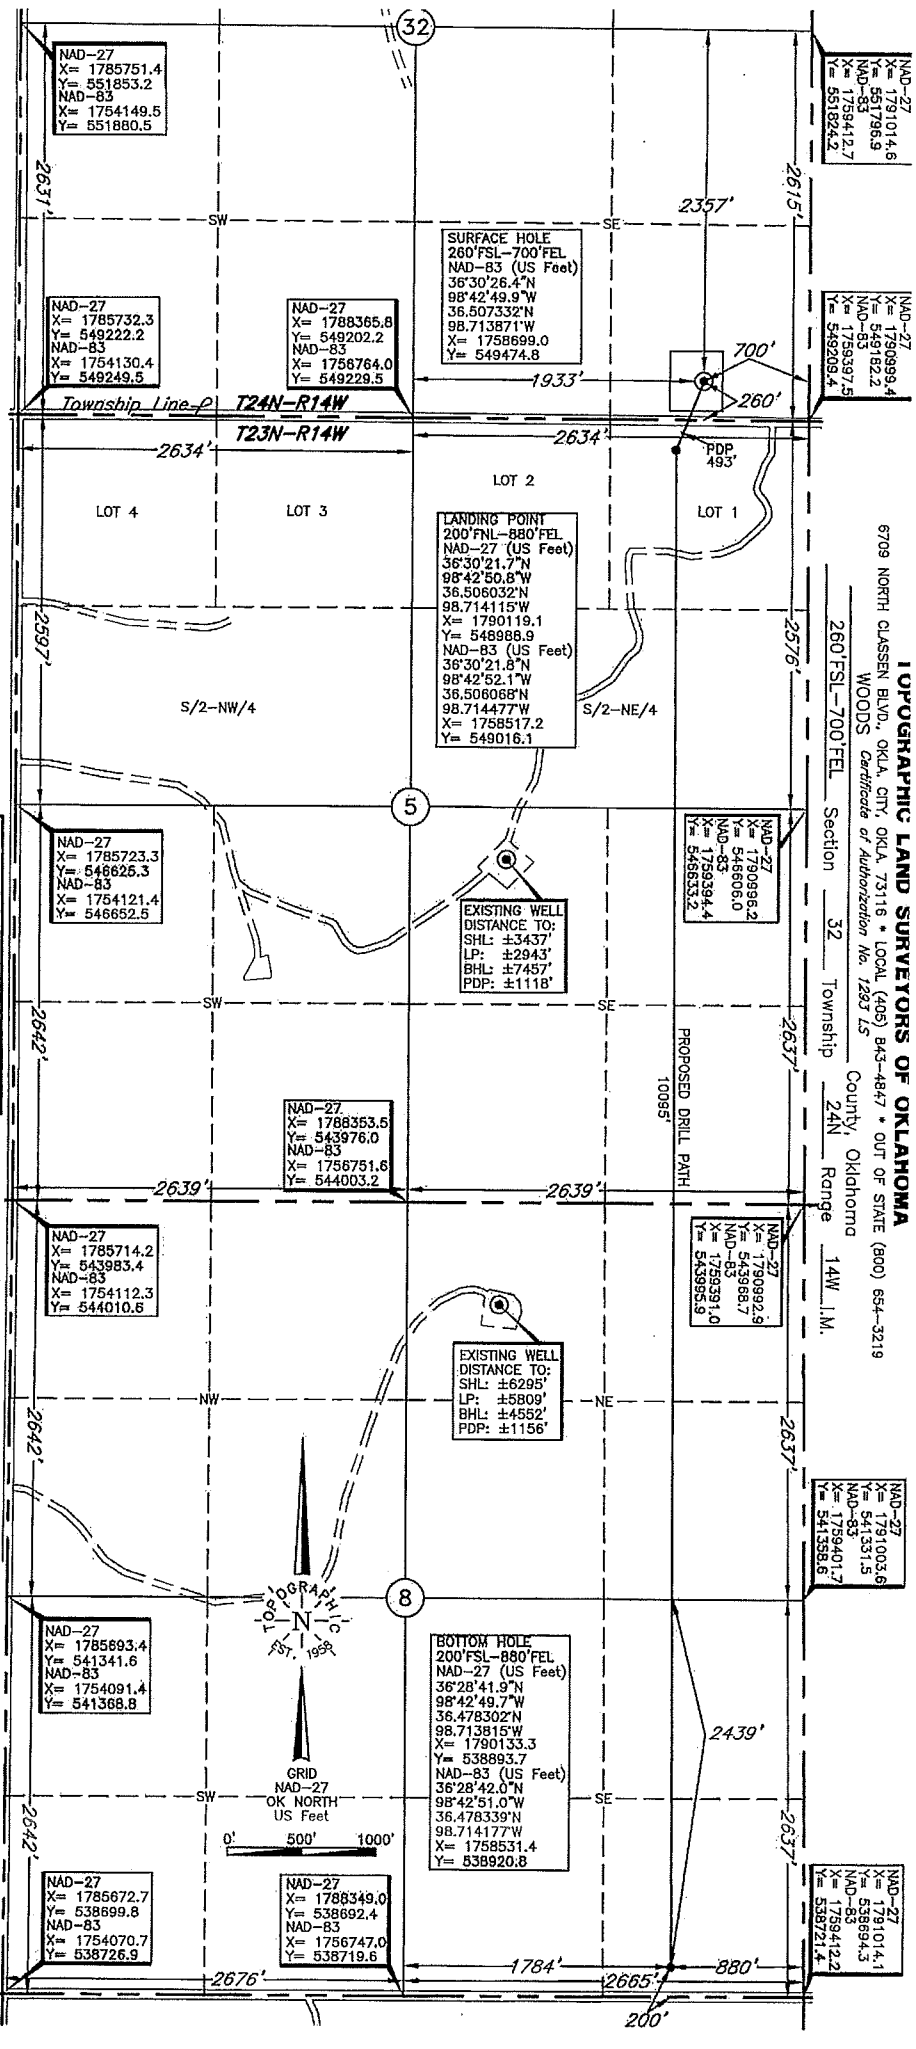 32
NAD-27
X= 1785751.4
Y= 551853.2
NAD-83
X= 1754149.5
Y= 551880.5
NAD-27
X= 1791014.6
Y= 551796.9
NAD-83
X= 1759412.7
Y= 551824.2
2631'
2357'
2615'
SW
SE
SURFACE HOLE
260'FSL-700'FEL
NAD-83 (US Feet)
36°30'26.4"N
98°42'49.9"W
36.507332°N
98.713871°W
X= 1758699.0
Y= 549474.8
NAD-27
X= 1785732.3
Y= 549222.2
NAD-83
X= 1754130.4
Y= 549249.5
NAD-27
X= 1788365.8
Y= 549202.2
NAD-83
X= 1756764.0
Y= 549229.5
NAD-27
X= 1790999.4
Y= 549182.2
NAD-83
X= 1759397.5
Y= 549209.4
700'
1933'
260'
Township Line
T24N-R14W
T23N-R14W
2634'
2634'
PDP
493'
LOT 4
LOT 3
LOT 2
LOT 1
LANDING POINT
200'FNL-880'FEL
NAD-27 (US Feet)
36°30'21.7"N
98°42'50.8"W
36.506032°N
98.714115°W
X= 1790119.1
Y= 548988.9
NAD-83 (US Feet)
36°30'21.8"N
98°42'52.1"W
36.506068°N
98.714477°W
X= 1758517.2
Y= 549016.1
2597'
2576'
S/2-NW/4
S/2-NE/4
TOPOGRAPHIC LAND SURVEYORS OF OKLAHOMA
6709 NORTH CLASSEN BLVD., OKLA. CITY, OKLA. 73116 * LOCAL (405) 843-4847 * OUT OF STATE (800) 654-3219
Certificate of Authorization No. 1293 LS
WOODS County, Oklahoma
260'FSL-700'FEL Section 32 Township 24N Range 14W I.M.
5
NAD-27
X= 1785723.3
Y= 546625.3
NAD-83
X= 1754121.4
Y= 546652.5
NAD-27
X= 1790996.2
Y= 546606.0
NAD-83
X= 1759394.4
Y= 546633.2
EXISTING WELL
DISTANCE TO:
SHL: ±3437'
LP: ±2943'
BHL: ±7457'
PDP: ±1118'
SW
SE
2642'
2637'
PROPOSED DRILL PATH
10095'
NAD-27
X= 1788353.5
Y= 543976.0
NAD-83
X= 1756751.6
Y= 544003.2
2639'
2639'
NAD-27
X= 1785714.2
Y= 543983.4
NAD-83
X= 1754112.3
Y= 544010.6
NAD-27
X= 1790992.9
Y= 543968.7
NAD-83
X= 1759391.0
Y= 543995.9
EXISTING WELL
DISTANCE TO:
SHL: ±6295'
LP: ±5809'
BHL: ±4552'
PDP: ±1156'
NW
NE
2642'
2637'
NAD-27
X= 1791003.6
Y= 541331.5
NAD-83
X= 1759401.7
Y= 541358.6
8
TOPOGRAPHIC
N
EST. 1958
NAD-27
X= 1785693.4
Y= 541341.6
NAD-83
X= 1754091.4
Y= 541368.8
BOTTOM HOLE
200'FSL-880'FEL
NAD-27 (US Feet)
36°28'41.9"N
98°42'49.7"W
36.478302°N
98.713815°W
X= 1790133.3
Y= 538893.7
NAD-83 (US Feet)
36°28'42.0"N
98°42'51.0"W
36.478339°N
98.714177°W
X= 1758531.4
Y= 538920.8
2439'
GRID
NAD-27
OK NORTH
US Feet
SW
SE
0' 500' 1000'
2642'
2637'
NAD-27
X= 1785672.7
Y= 538699.8
NAD-83
X= 1754070.7
Y= 538726.9
NAD-27
X= 1788349.0
Y= 538692.4
NAD-83
X= 1756747.0
Y= 538719.6
NAD-27
X= 1791014.1
Y= 538694.3
NAD-83
X= 1759412.2
Y= 538721.4
1784'
880'
2676'
2665'
200'